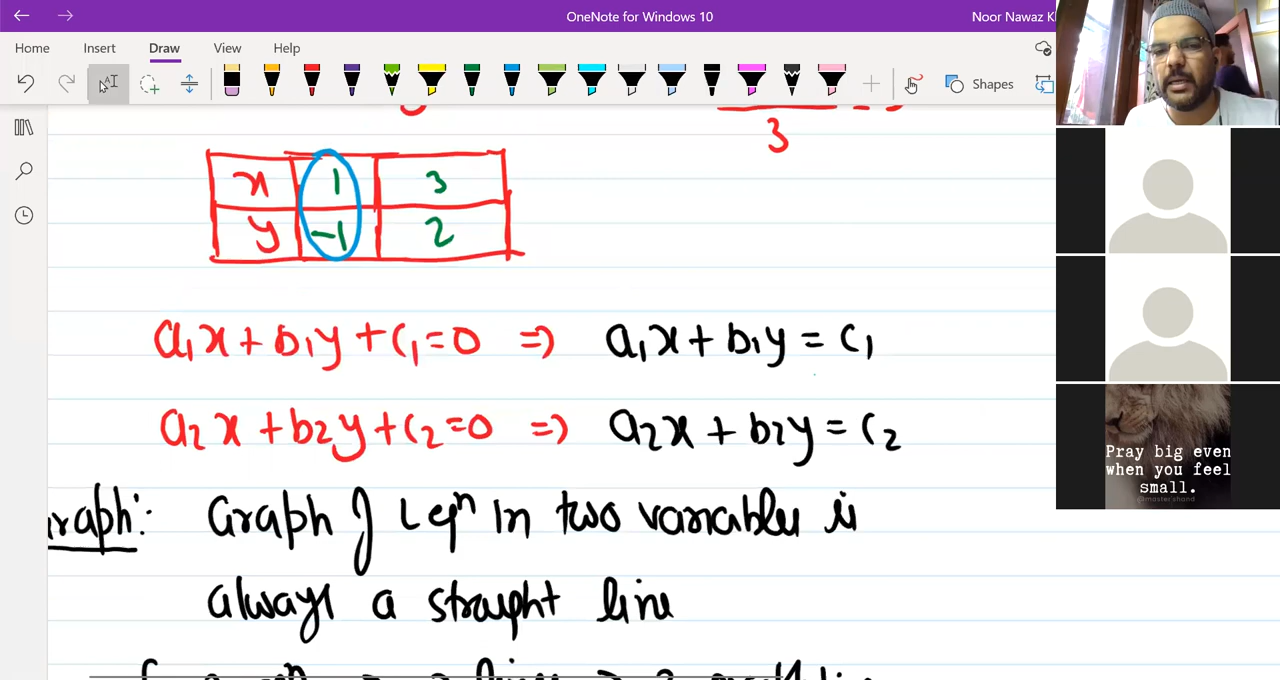 OneNote for Windows 10
Noor Nawaz K
Home Insert Draw View Help
Shapes
3
x 1 3
y -1 2
a₁x + b₁y + c₁ = 0 => a₁x + b₁y = c₁
a₂x + b₂y + c₂ = 0 => a₂x + b₂y = c₂
raph: Graph of L eqⁿ in two variables is
always a straight line
Pray big even
when you feel
small.